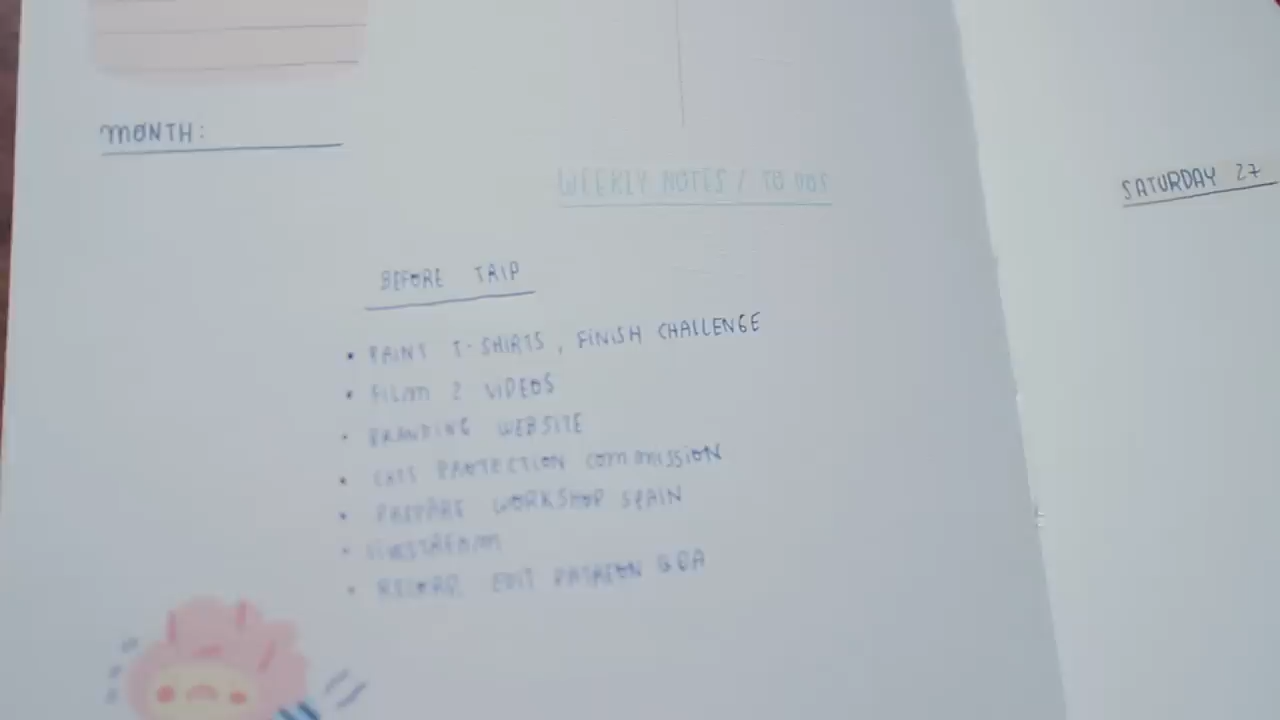 MONTH:
WEEKLY NOTES / TO DOS
SATURDAY 27
BEFORE TRIP
• PAINT T-SHIRTS, FINISH CHALLENGE
• FILM 2 VIDEOS
• BRANDING WEBSITE
• CATS PROTECTION COMMISSION
• PREPARE WORKSHOP SPAIN
• LIVESTREAM
• RECORD, EDIT PATREON Q&A